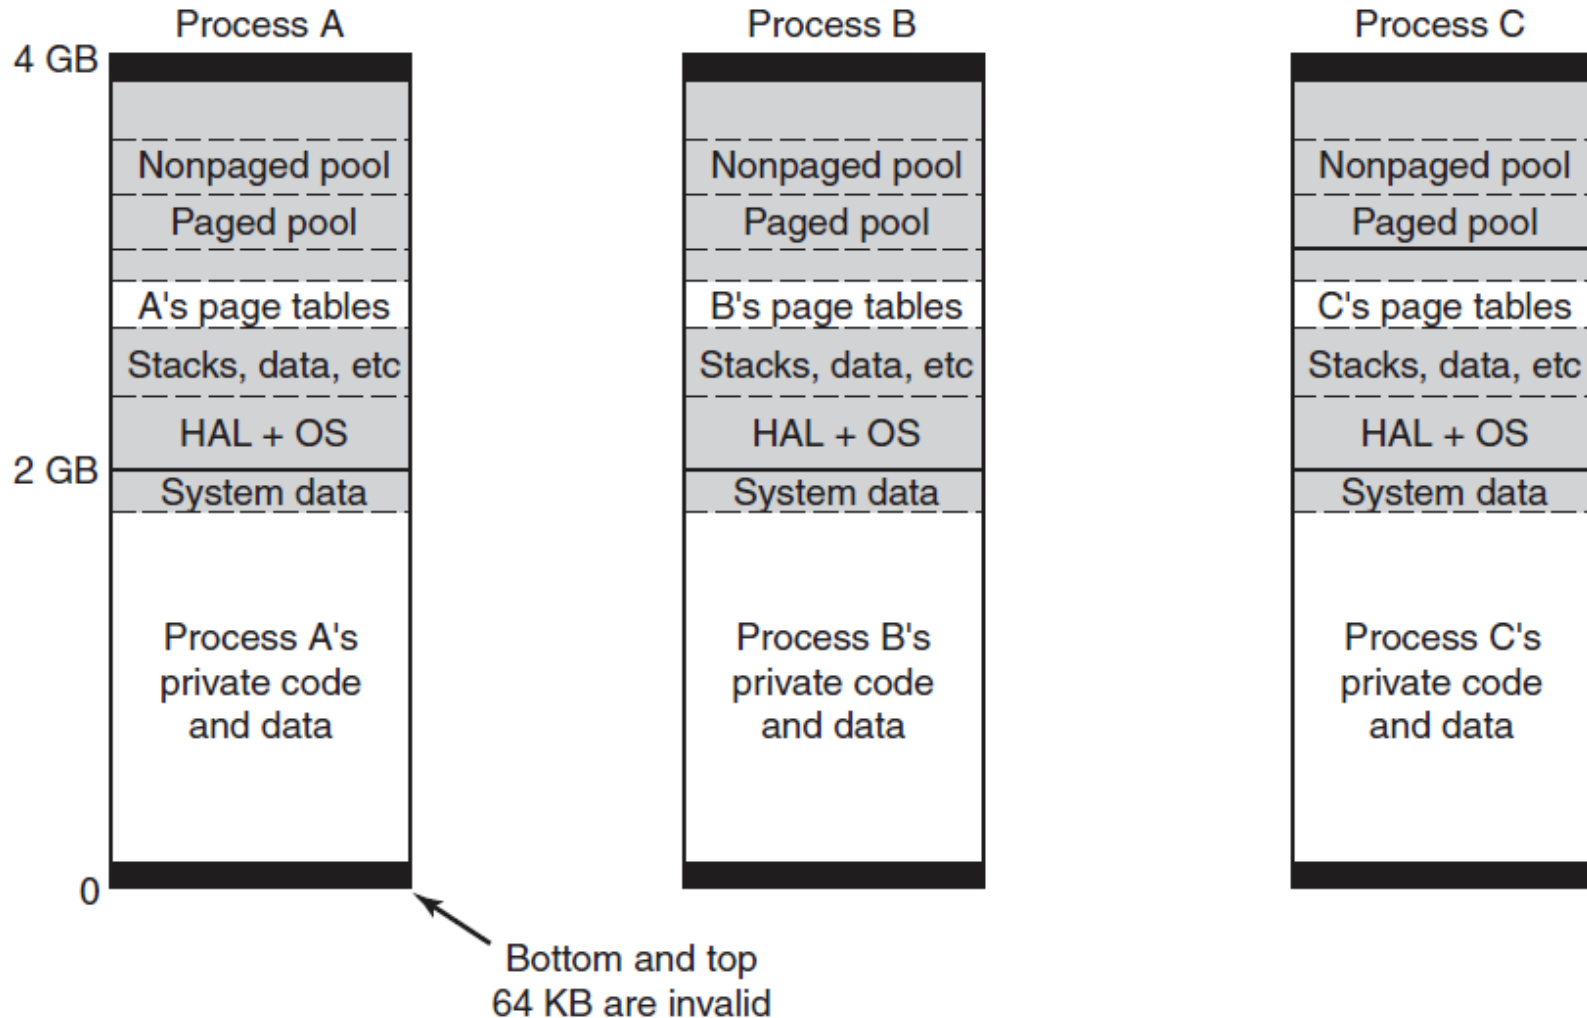 Process A
4 GB
Nonpaged pool
Paged pool
A's page tables
Stacks, data, etc
HAL + OS
2 GB
System data
Process A's
private code
and data
0
Process B
Nonpaged pool
Paged pool
B's page tables
Stacks, data, etc
HAL + OS
System data
Process B's
private code
and data
Process C
Nonpaged pool
Paged pool
C's page tables
Stacks, data, etc
HAL + OS
System data
Process C's
private code
and data
Bottom and top
64 KB are invalid